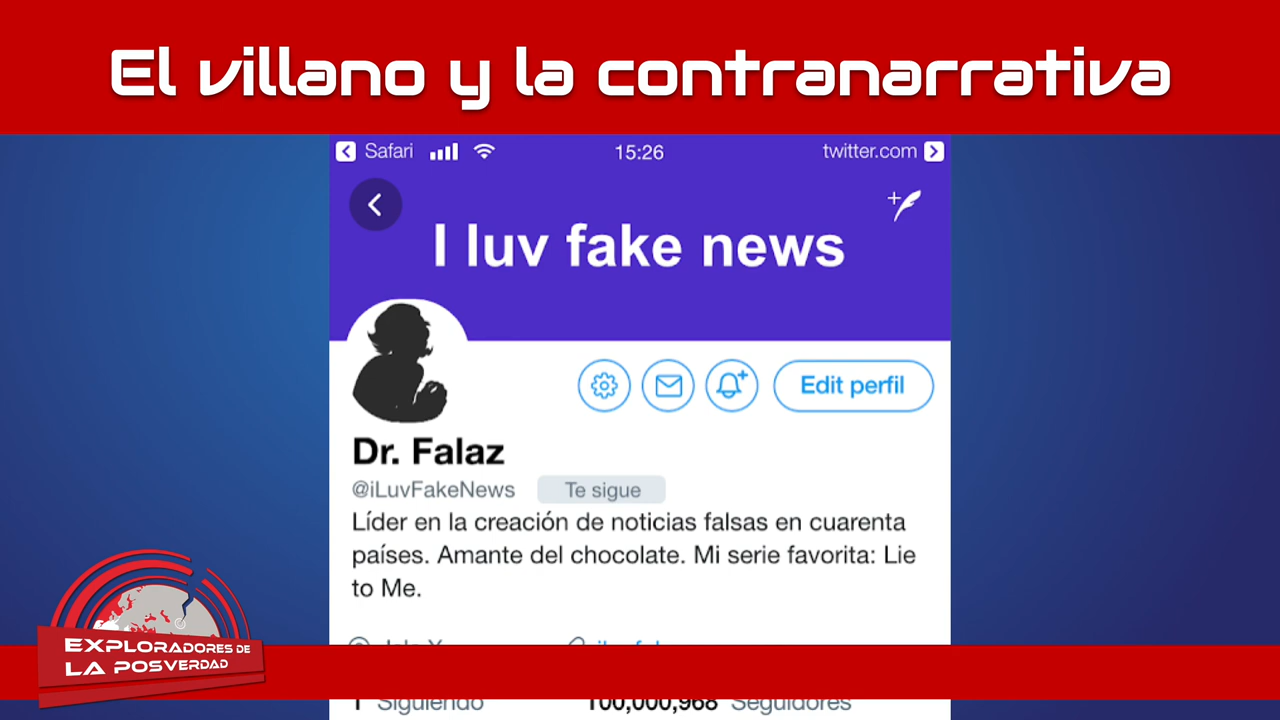 El villano y la contranarrativa
Safari
15:26
twitter.com
I luv fake news
Edit perfil
Dr. Falaz
@iLuvFakeNews
Te sigue
Líder en la creación de noticias falsas en cuarenta
países. Amante del chocolate. Mi serie favorita: Lie
to Me.
EXPLORADORES DE
LA POSVERDAD
1 Siguiendo
100,000,968 Seguidores